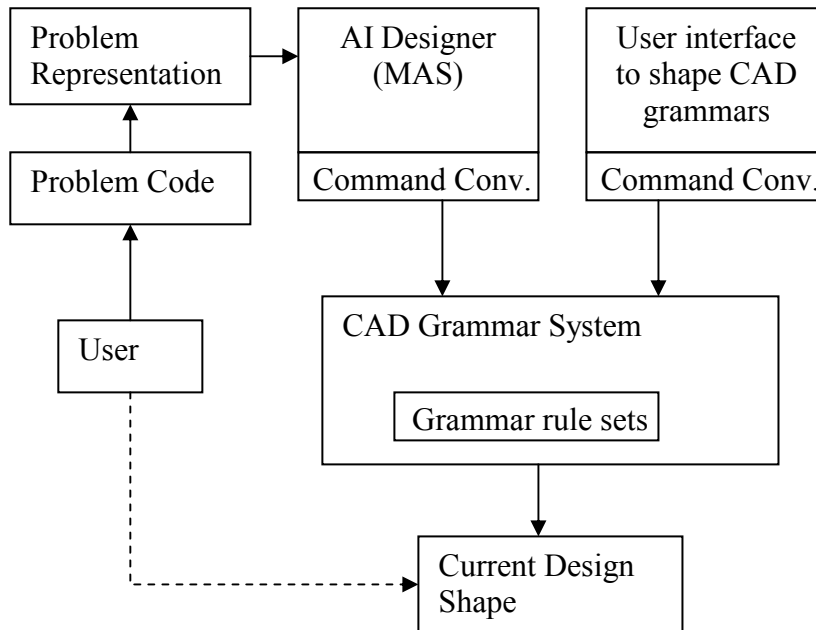 Problem
Representation
AI Designer
(MAS)
User interface
to shape CAD
grammars
Problem Code
Command Conv.
Command Conv.
User
CAD Grammar System
Grammar rule sets
Current Design
Shape